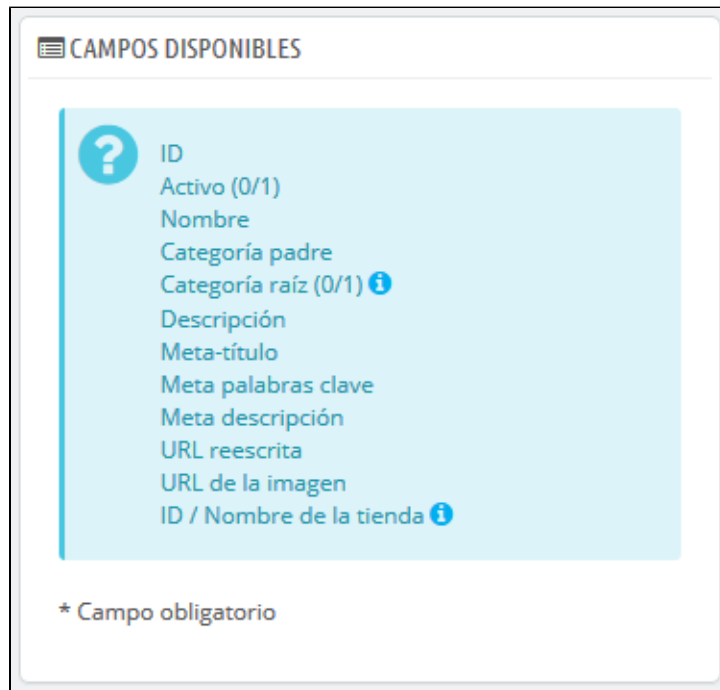 CAMPOS DISPONIBLES
ID
Activo (0/1)
Nombre
Categoría padre
Categoría raíz (0/1)
Descripción
Meta-título
Meta palabras clave
Meta descripción
URL reescrita
URL de la imagen
ID / Nombre de la tienda
* Campo obligatorio